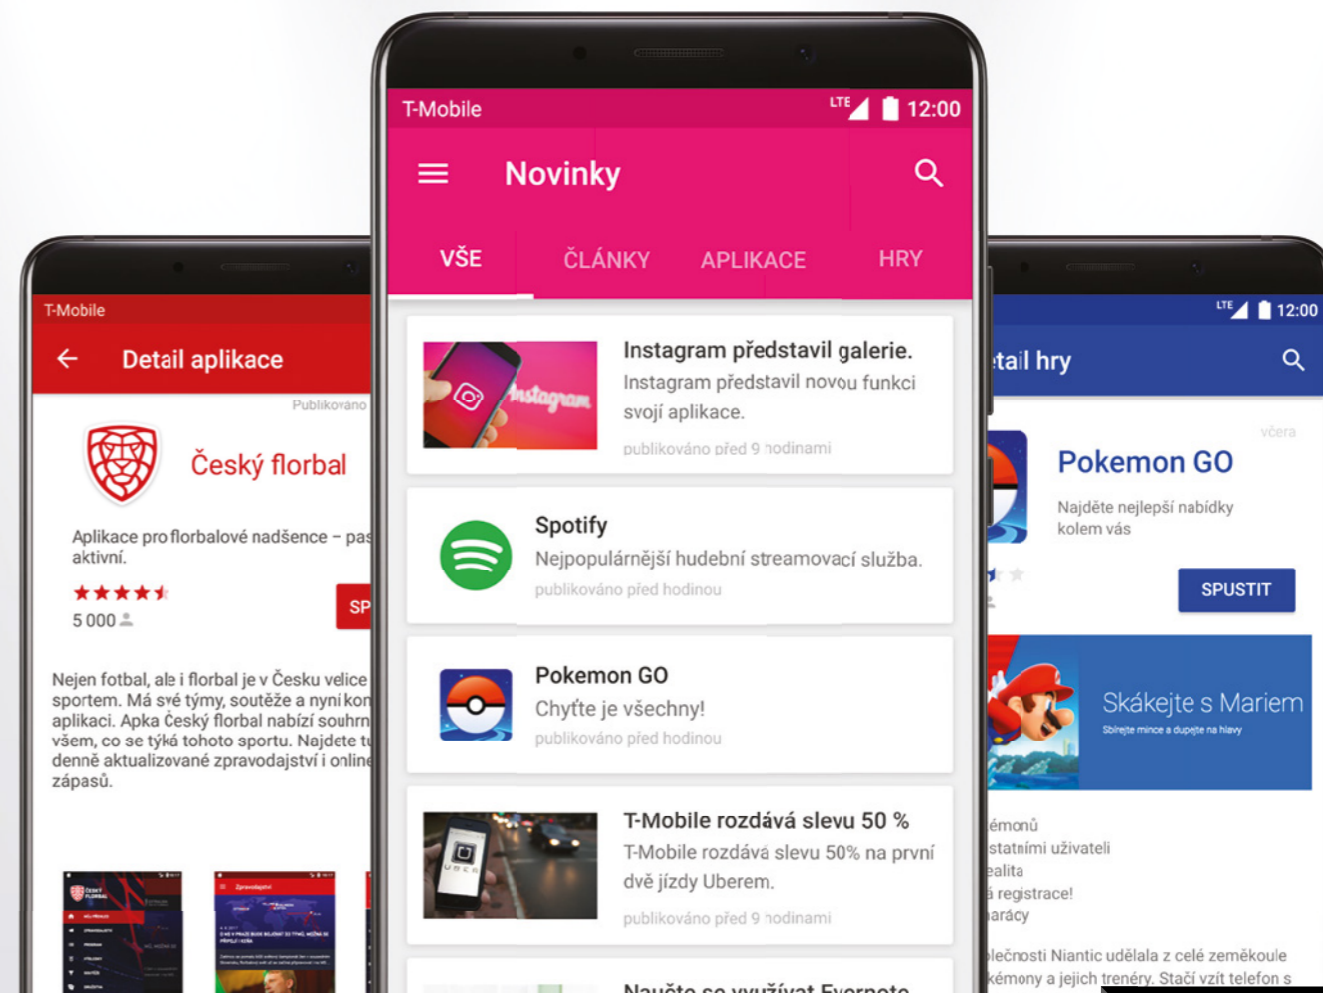 T-Mobile
LTE 12:00
Novinky
VŠE ČLÁNKY APLIKACE HRY
Instagram představil galerie.
Instagram představil novou funkci
svojí aplikace.
publikováno před 9 hodinami
Instagram
Spotify
Nejpopulárnější hudební streamovací služba.
publikováno před hodinou
Pokemon GO
Chyťte je všechny!
publikováno před hodinou
T-Mobile rozdává slevu 50 %
T-Mobile rozdává slevu 50% na první
dvě jízdy Uberem.
publikováno před 9 hodinami
UBER
Naučte se využívat Evernote
T-Mobile
Detail aplikace
Publikováno
Český florbal
Aplikace pro florbalové nadšence – pas
aktivní.
5 000
SP
Nejen fotbal, ale i florbal je v Česku velice
sportem. Má své týmy, soutěže a nyní kon
aplikaci. Apka Český florbal nabízí souhrn
všem, co se týká tohoto sportu. Najdete tu
denně aktualizované zpravodajství i online
zápasů.
ČESKÝ
FLORBAL
Zpravodajství
LTE 12:00
tail hry
včera
Pokemon GO
Najděte nejlepší nabídky
kolem vás
SPUSTIT
Skákejte s Mariem
Sbírejte mince a dupejte na hlavy
émonů
statními uživateli
ealita
á registrace!
arácy
olečnosti Niantic udělala z celé zeměkoule
kémony a jejich trenéry. Stačí vzít telefon s